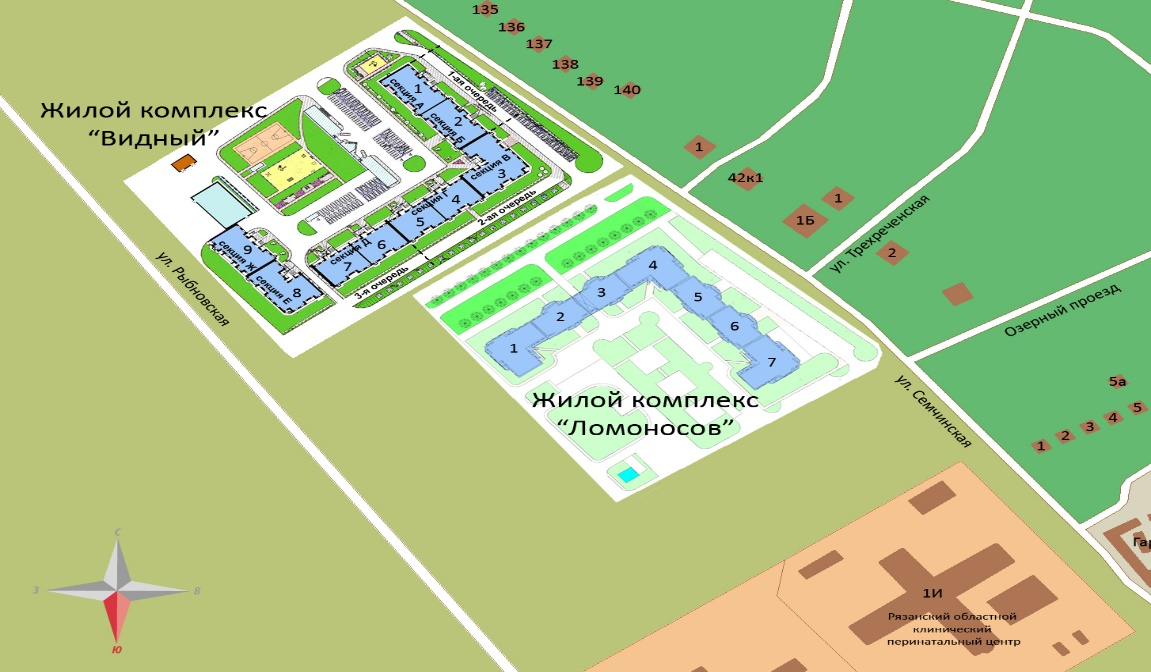 135
136
137
138
139
140
Жилой комплекс
“Видный”
1-ая очередь
1
секция А
2
секция Б
секция В
3
секция Г
4
5
2-ая очередь
6
секция Д
7
3-я очередь
9
секция Ж
8
секция Е
ул. Рыбновская
1
42к1
1
1Б
2
ул. Трехреченская
Озерный проезд
1
2
3
4
5
6
7
Жилой комплекс
“Ломоносов”
ул. Семчинская
5а
5
4
3
2
1
Гар
1И
Рязанский областной
клинический
перинатальный центр
С
З
В
Ю